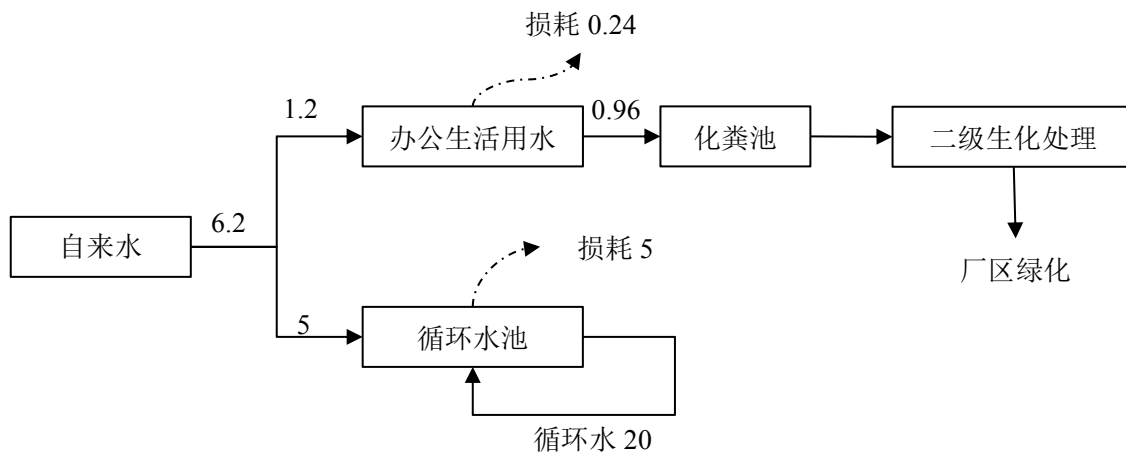 损耗 0.24
1.2
办公生活用水
0.96
化粪池
二级生化处理
自来水
6.2
损耗 5
厂区绿化
5
循环水池
循环水 20